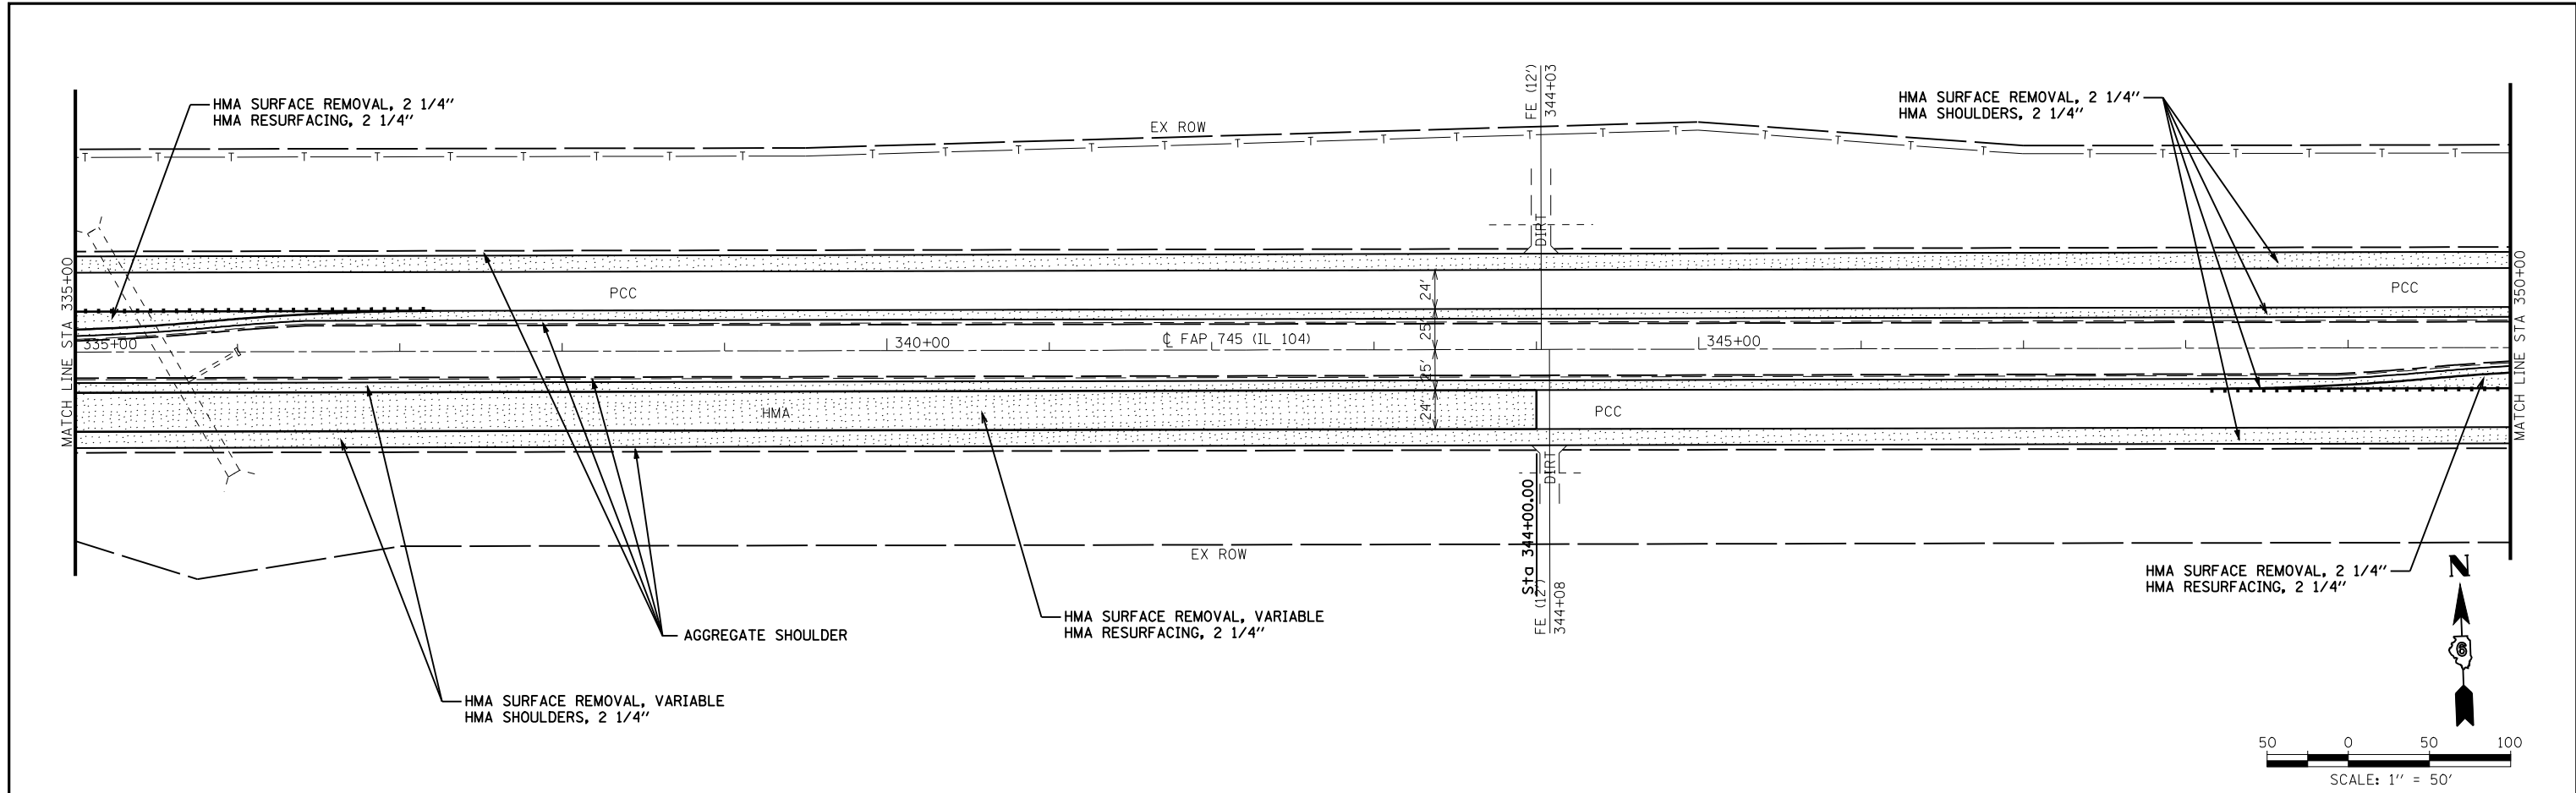 HMA SURFACE REMOVAL, 2 1/4"
HMA RESURFACING, 2 1/4"
EX ROW
FE (12')
344+03
HMA SURFACE REMOVAL, 2 1/4"
HMA SHOULDERS, 2 1/4"
T T T T T T T T T T T T T T T T T T T T T T T T T T T T T T T T T
DIRT
MATCH LINE STA 335+00
PCC
24'
PCC
MATCH LINE STA 350+00
335+00
340+00
℄ FAP 745 (IL 104)
25'
345+00
25'
HMA
24'
PCC
DIRT
Sta 344+00.00
EX ROW
FE (12')
344+08
HMA SURFACE REMOVAL, 2 1/4"
HMA RESURFACING, 2 1/4"
N
6
AGGREGATE SHOULDER
HMA SURFACE REMOVAL, VARIABLE
HMA RESURFACING, 2 1/4"
HMA SURFACE REMOVAL, VARIABLE
HMA SHOULDERS, 2 1/4"
50 0 50 100
SCALE: 1" = 50'